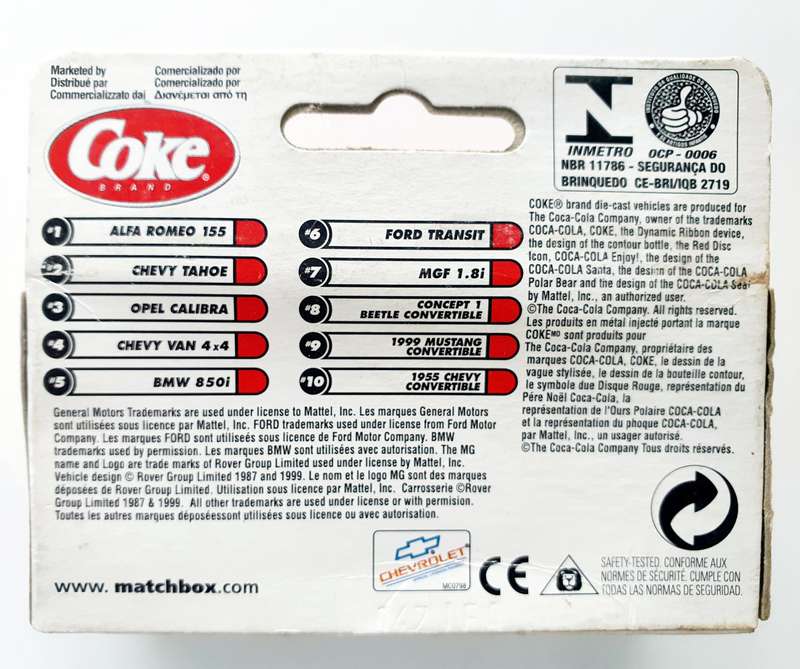 Marketed by
Distribué par
Commercializzato dai
Comercializado por
Comercializado por
Διανέμεται από τη
Coke®
BRAND
INMETRO OCP - 0006
NBR 11786 - SEGURANÇA DO
BRINQUEDO CE-BRI/IQB 2719
#1 ALFA ROMEO 155
#2 CHEVY TAHOE
#3 OPEL CALIBRA
#4 CHEVY VAN 4x4
#5 BMW 850i
#6 FORD TRANSIT
#7 MGF 1.8i
#8 CONCEPT 1
BEETLE CONVERTIBLE
#9 1999 MUSTANG
CONVERTIBLE
#10 1955 CHEVY
CONVERTIBLE
COKE® brand die-cast vehicles are produced for
The Coca-Cola Company, owner of the trademarks
COCA-COLA, COKE, the Dynamic Ribbon device,
the design of the contour bottle, the Red Disc
Icon, COCA-COLA Enjoy!, the design of the
COCA-COLA Santa, the design of the COCA-COLA
Polar Bear and the design of the COCA-COLA Seal
by Mattel, Inc., an authorized user.
©The Coca-Cola Company. All rights reserved.
Les produits en métal injecté portant la marque
COKEᴹᴰ sont produits pour
The Coca-Cola Company, propriétaire des
marques COCA-COLA, COKE, le dessin de la
vague stylisée, le dessin de la bouteille contour,
le symbole due Disque Rouge, représentation du
Père Noël Coca-Cola, la
représentation de l'Ours Polaire COCA-COLA
et la représentation du phoque COCA-COLA,
par Mattel, Inc., un usager autorisé.
©The Coca-Cola Company Tous droits réservés.
General Motors Trademarks are used under license to Mattel, Inc. Les marques General Motors
sont utilisées sous licence par Mattel, Inc. FORD trademarks used under license from Ford Motor
Company. Les marques FORD sont utilisés sous licence de Ford Motor Company. BMW
trademarks used by permission. Les marques BMW sont utilisées avec autorisation. The MG
name and Logo are trade marks of Rover Group Limited used under license by Mattel, Inc.
Vehicle design © Rover Group Limited 1987 and 1999. Le nom et le logo MG sont des marques
déposées de Rover Group Limited. Utilisation sous licence par Mattel, Inc. Carrosserie ©Rover
Group Limited 1987 & 1999. All other trademarks are used under license or with permision.
Toutes les autres marques déposéessont utilisés sous licence ou avec autorisation.
www. matchbox.com
CHEVROLET
MC0798
CE
SAFETY-TESTED. CONFORME AUX
NORMES DE SÉCURITÉ. CUMPLE CON
TODAS LAS NORMAS DE SEGURIDAD.